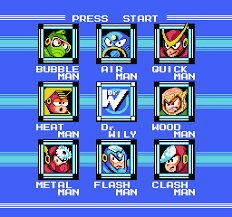 PRESS START
BUBBLE MAN AIR MAN QUICK MAN
W
HEAT MAN Dr. WILY WOOD MAN
METAL MAN FLASH MAN CLASH MAN